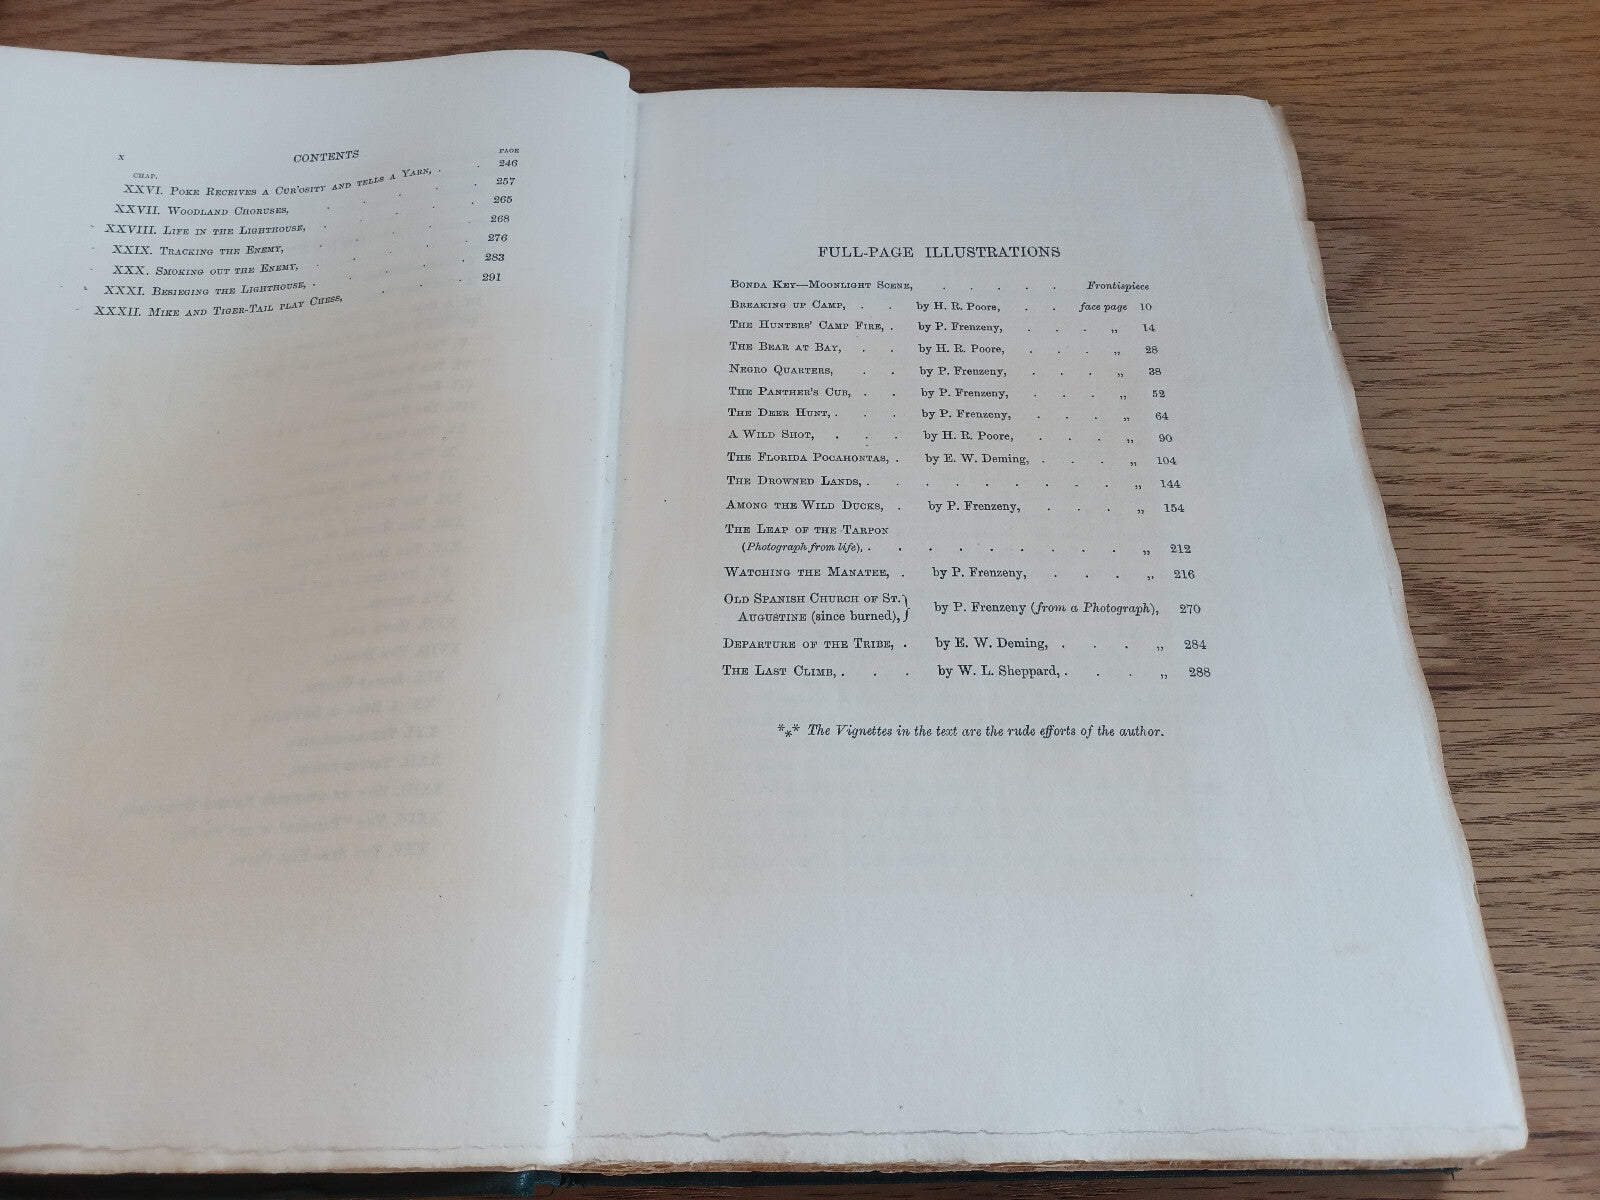 x CONTENTS
PAGE
CHAP.
XXVI. POKE RECEIVES A CUR'OSITY AND TELLS A YARN, . . 246
XXVII. WOODLAND CHORUSES, . . . . 257
XXVIII. LIFE IN THE LIGHTHOUSE, . . . . 265
XXIX. TRACKING THE ENEMY, . . . . 268
XXX. SMOKING OUT THE ENEMY, . . . . 276
XXXI. BESIEGING THE LIGHTHOUSE, . . . . 283
XXXII. MIKE AND TIGER-TAIL PLAY CHESS, 291
FULL-PAGE ILLUSTRATIONS
BONDA KEY—MOONLIGHT SCENE, . . . . . Frontispiece
BREAKING UP CAMP, . . by H. R. Poore, . . face page 10
THE HUNTERS' CAMP FIRE, . by P. Frenzeny, . . . „ 14
THE BEAR AT BAY, . . by H. R. Poore, . . . „ 28
NEGRO QUARTERS, . . by P. Frenzeny, . . . „ 38
THE PANTHER'S CUB, . . by P. Frenzeny, . . . „ 52
THE DEER HUNT, . . . by P. Frenzeny, . . . „ 64
A WILD SHOT, . . . by H. R. Poore, . . . „ 90
THE FLORIDA POCAHONTAS, . by E. W. Deming, . . . „ 104
THE DROWNED LANDS, . . . . . . . . . „ 144
AMONG THE WILD DUCKS, . by P. Frenzeny, . . . „ 154
THE LEAP OF THE TARPON
(Photograph from life), . . . . . . . . . „ 212
WATCHING THE MANATEE, . by P. Frenzeny, . . . „ 216
OLD SPANISH CHURCH OF ST.
AUGUSTINE (since burned), } by P. Frenzeny (from a Photograph), 270
DEPARTURE OF THE TRIBE, . by E. W. Deming, . . . „ 284
THE LAST CLIMB, . . . by W. L. Sheppard, . . . „ 288
*** The Vignettes in the text are the rude efforts of the author.